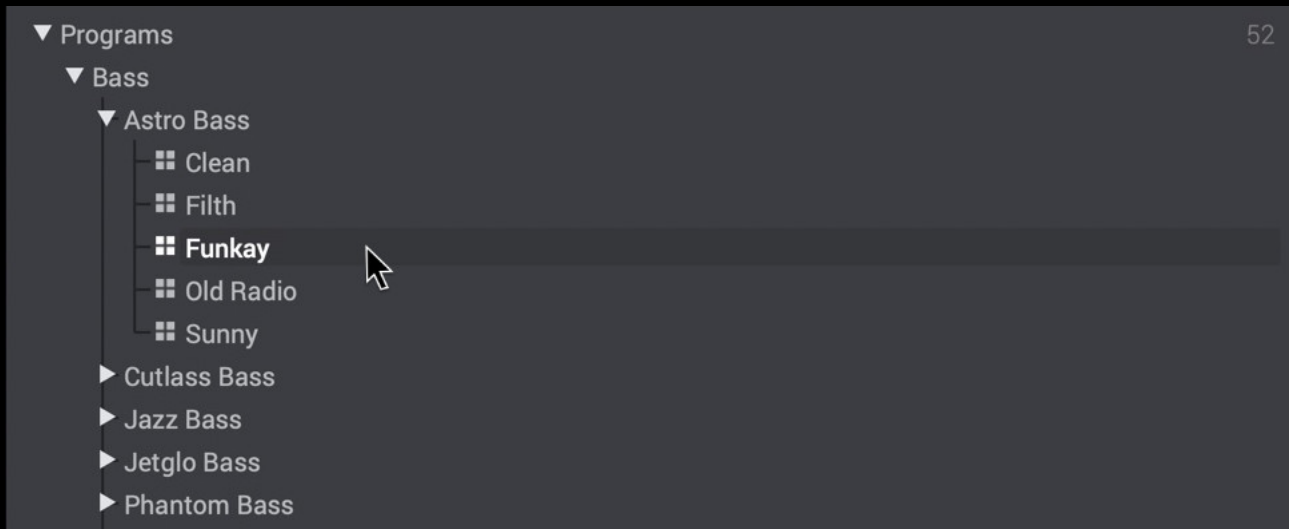 Programs 52
Bass
Astro Bass
Clean
Filth
Funkay
Old Radio
Sunny
Cutlass Bass
Jazz Bass
Jetglo Bass
Phantom Bass